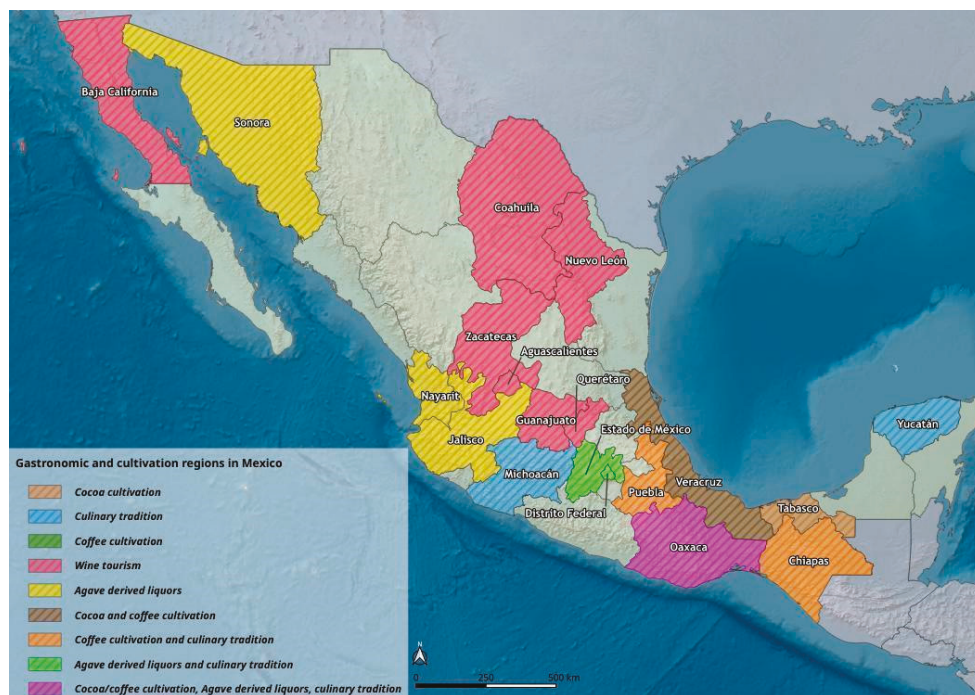 Baja California
Sonora
Coahuila
Nuevo León
Zacatecas
Aguascalientes
Querétaro
Nayarit
Guanajuato
Estado de México
Yucatán
Jalisco
Michoacán
Puebla
Veracruz
Distrito Federal
Tabasco
Oaxaca
Chiapas
Gastronomic and cultivation regions in Mexico
Cocoa cultivation
Culinary tradition
Coffee cultivation
Wine tourism
Agave derived liquors
Cocoa and coffee cultivation
Coffee cultivation and culinary tradition
Agave derived liquors and culinary tradition
Cocoa/coffee cultivation, Agave derived liquors, culinary tradition
N
0 250 500 km